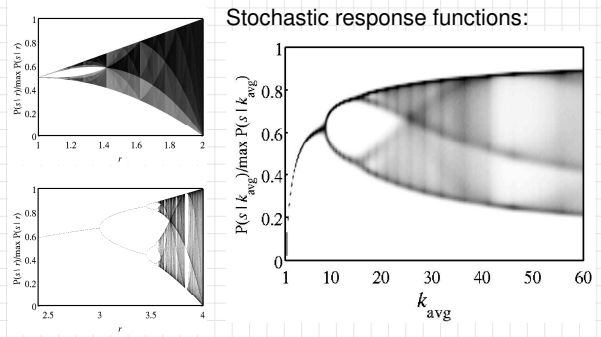 Stochastic response functions:
P(s | r)/max P(s | r)
1
0.8
0.6
0.4
0.2
0
1 1.2 1.4 1.6 1.8 2
r
P(s | r)/max P(s | r)
1
0.8
0.6
0.4
0.2
0
2.5 3 3.5 4
r
P(s | k_avg)/max P(s | k_avg)
1
0.8
0.6
0.4
0.2
0
1 10 20 30 40 50 60
k_avg